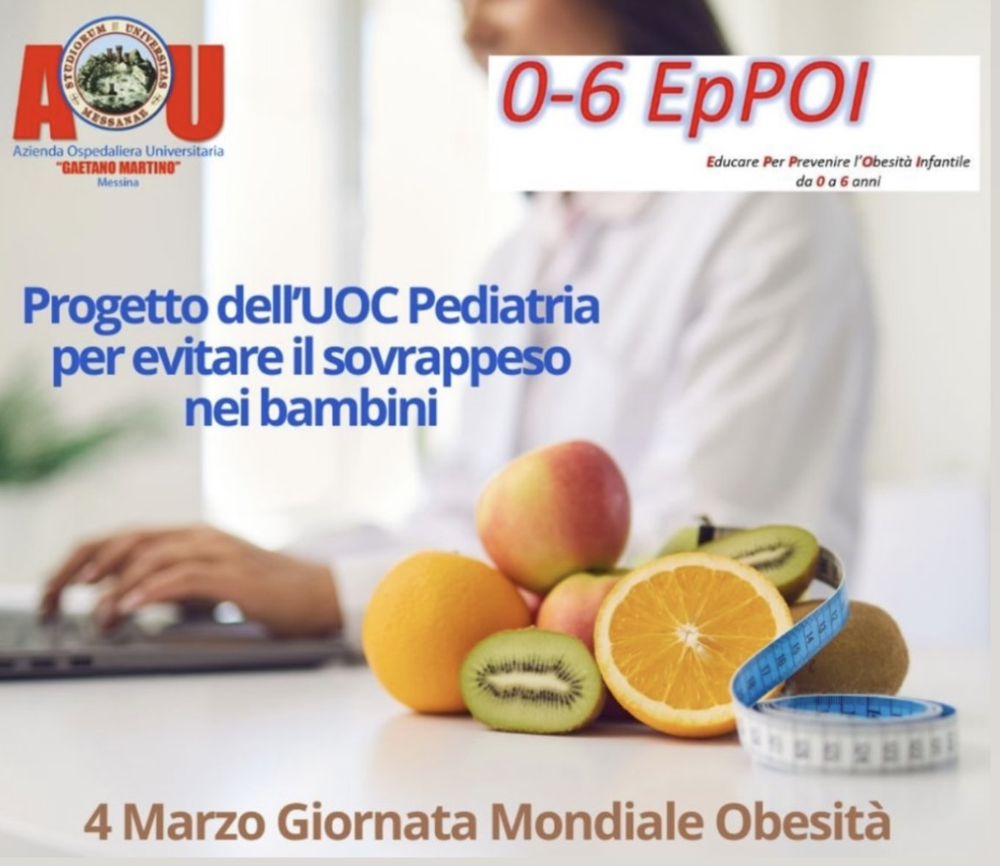 STUDIORUM UNIVERSITAS
MESSANAE
AOU
Azienda Ospedaliera Universitaria
"GAETANO MARTINO"
Messina
0-6 EpPOI
Educare Per Prevenire l'Obesità Infantile
da 0 a 6 anni
Progetto dell'UOC Pediatria
per evitare il sovrappeso
nei bambini
4 Marzo Giornata Mondiale Obesità